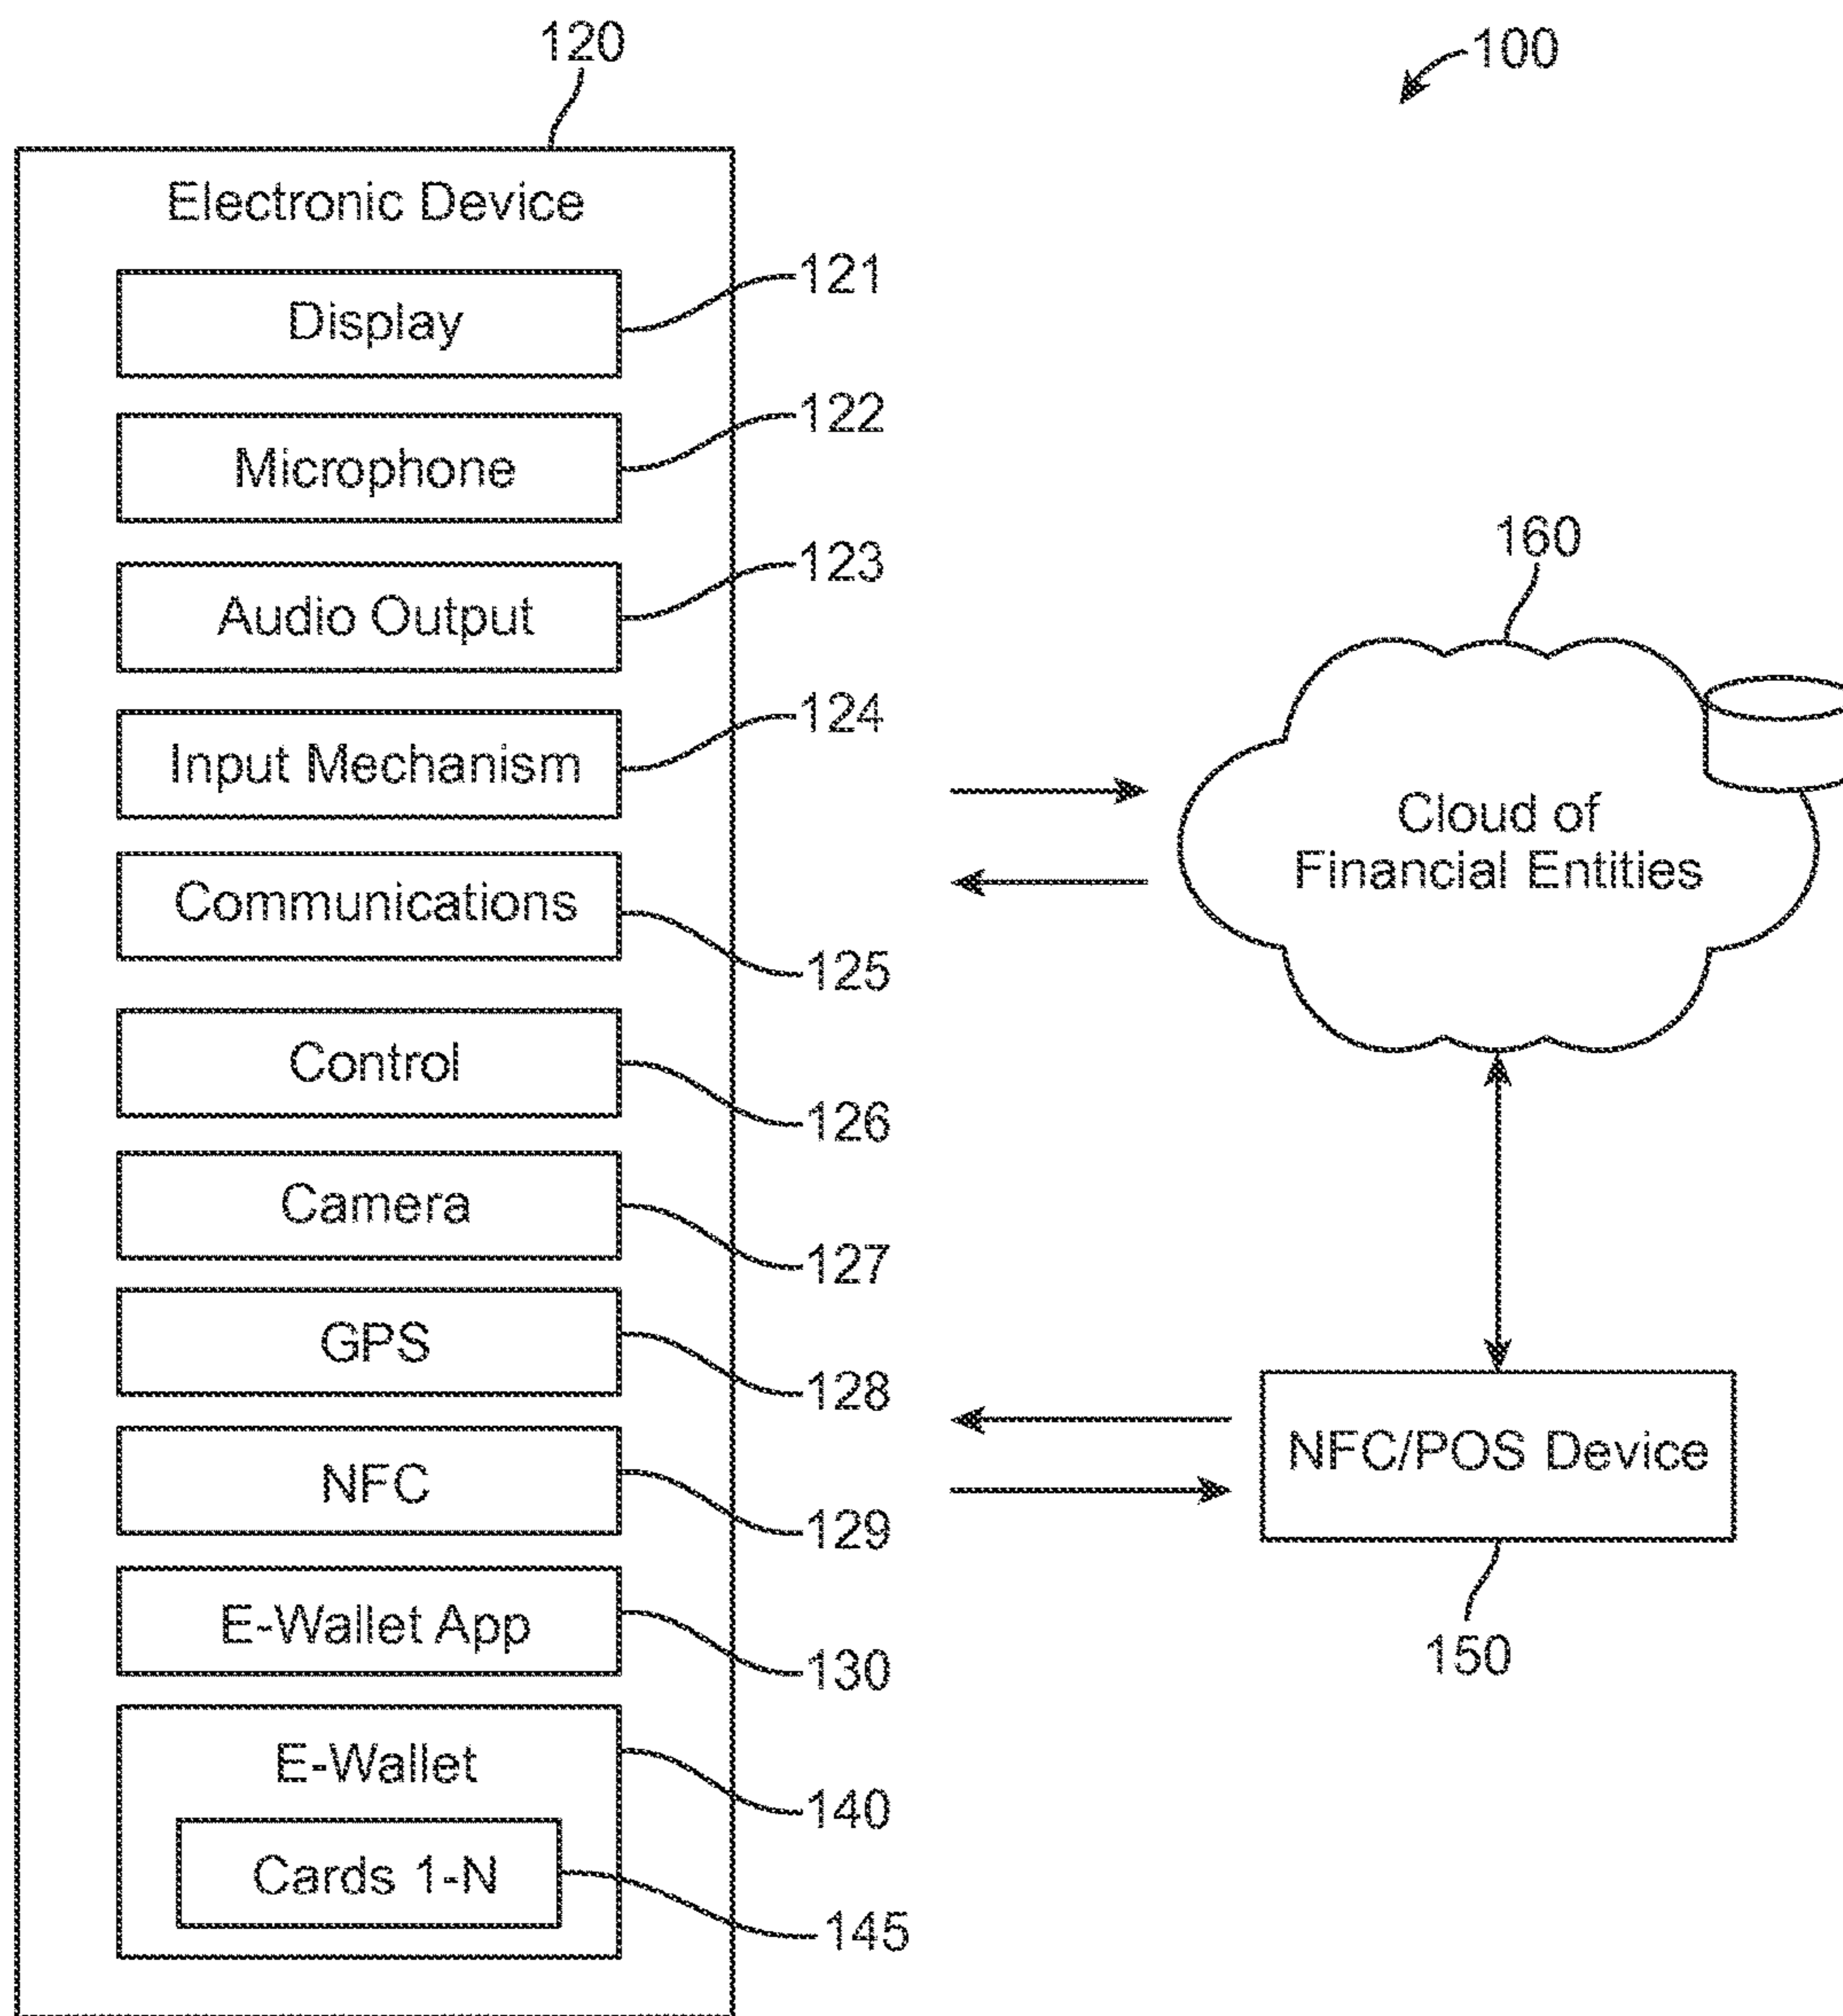 120
100
Electronic Device
Display
121
Microphone
122
Audio Output
123
Input Mechanism
124
Communications
125
Control
126
Camera
127
GPS
128
NFC
129
E-Wallet App
130
E-Wallet
140
Cards 1-N
145
160
Cloud of
Financial Entities
NFC/POS Device
150